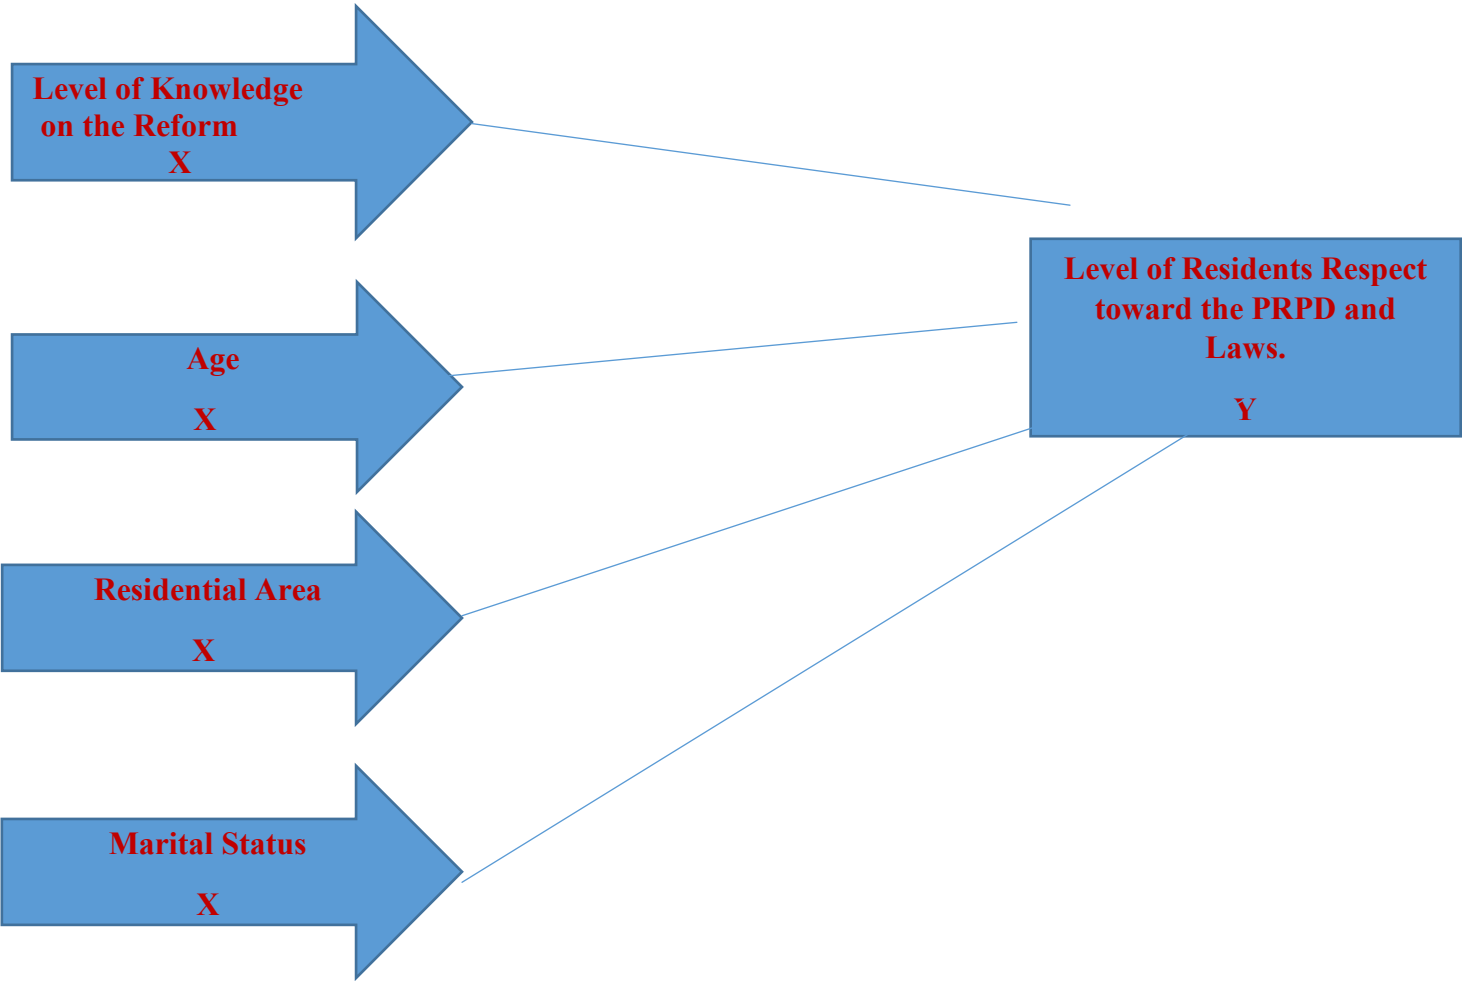 Level of Knowledge
on the Reform
X
Age
X
Residential Area
X
Marital Status
X
Level of Residents Respect
toward the PRPD and
Laws.
Y